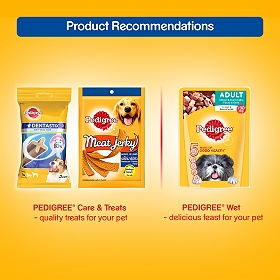 Product Recommendations
Pedigree
DENTASTIX
Pedigree
Meat Jerky
Pedigree
ADULT
PEDIGREE® Care & Treats
- quality treats for your pet
PEDIGREE® Wet
- delicious feast for your pet